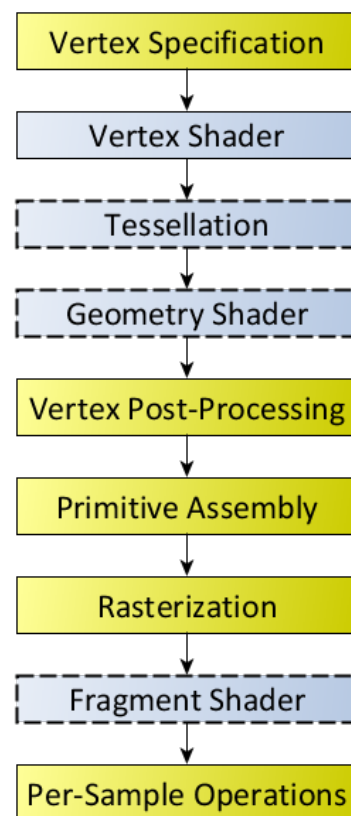 Vertex Specification
Vertex Shader
Tessellation
Geometry Shader
Vertex Post-Processing
Primitive Assembly
Rasterization
Fragment Shader
Per-Sample Operations